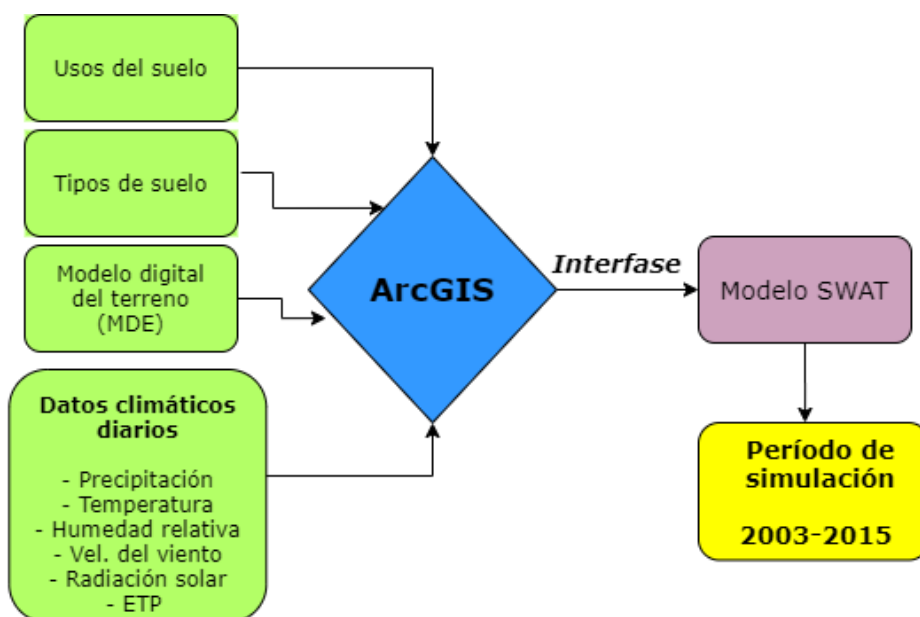 Usos del suelo
Tipos de suelo
Modelo digital
del terreno
(MDE)
Datos climáticos
diarios
- Precipitación
- Temperatura
- Humedad relativa
- Vel. del viento
- Radiación solar
- ETP
ArcGIS
Interfase
Modelo SWAT
Período de
simulación
2003-2015